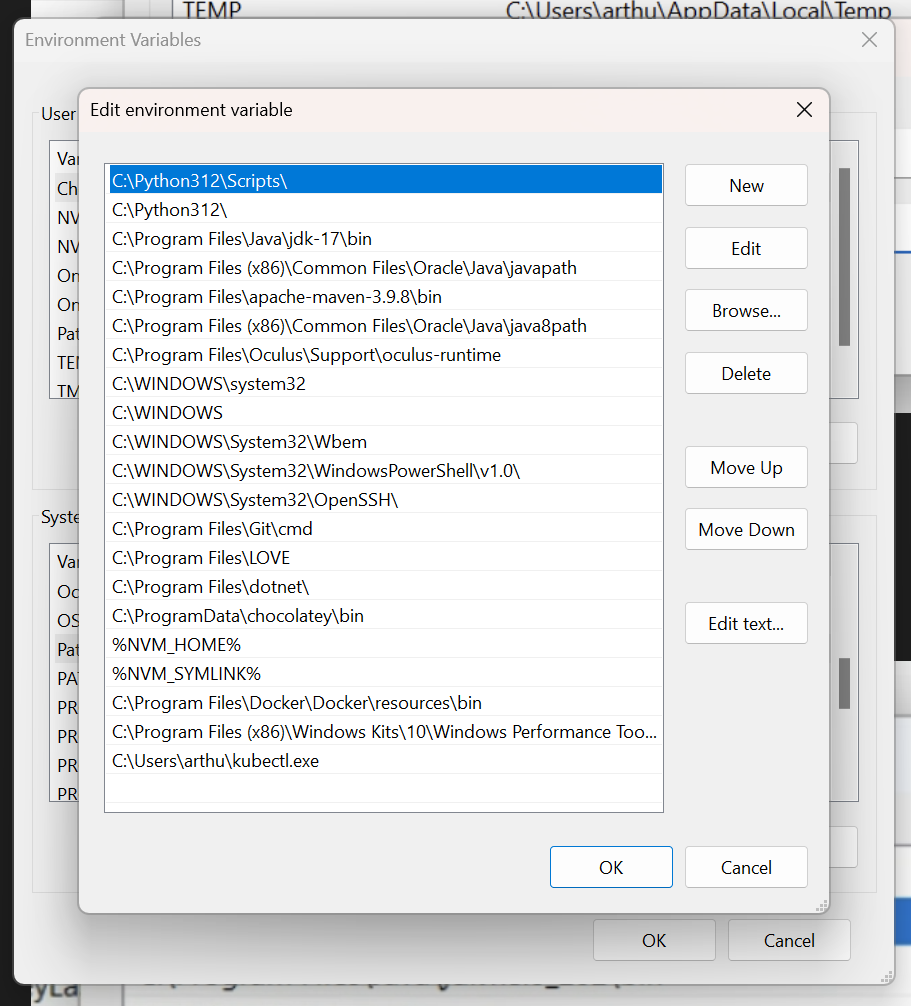 TEMP C:\Users\arthu\AppData\Local\Temp
Environment Variables
User
Edit environment variable
Var
Ch
NV
NV
On
On
Pat
TEM
TM
C:\Python312\Scripts\
C:\Python312\
C:\Program Files\Java\jdk-17\bin
C:\Program Files (x86)\Common Files\Oracle\Java\javapath
C:\Program Files\apache-maven-3.9.8\bin
C:\Program Files (x86)\Common Files\Oracle\Java\java8path
C:\Program Files\Oculus\Support\oculus-runtime
C:\WINDOWS\system32
C:\WINDOWS
C:\WINDOWS\System32\Wbem
C:\WINDOWS\System32\WindowsPowerShell\v1.0\
C:\WINDOWS\System32\OpenSSH\
C:\Program Files\Git\cmd
C:\Program Files\LOVE
C:\Program Files\dotnet\
C:\ProgramData\chocolatey\bin
%NVM_HOME%
%NVM_SYMLINK%
C:\Program Files\Docker\Docker\resources\bin
C:\Program Files (x86)\Windows Kits\10\Windows Performance Too...
C:\Users\arthu\kubectl.exe
New
Edit
Browse...
Delete
Move Up
Move Down
Edit text...
Syste
Var
Oc
OS
Pat
PA
PR
PR
PR
PR
OK Cancel
OK Cancel